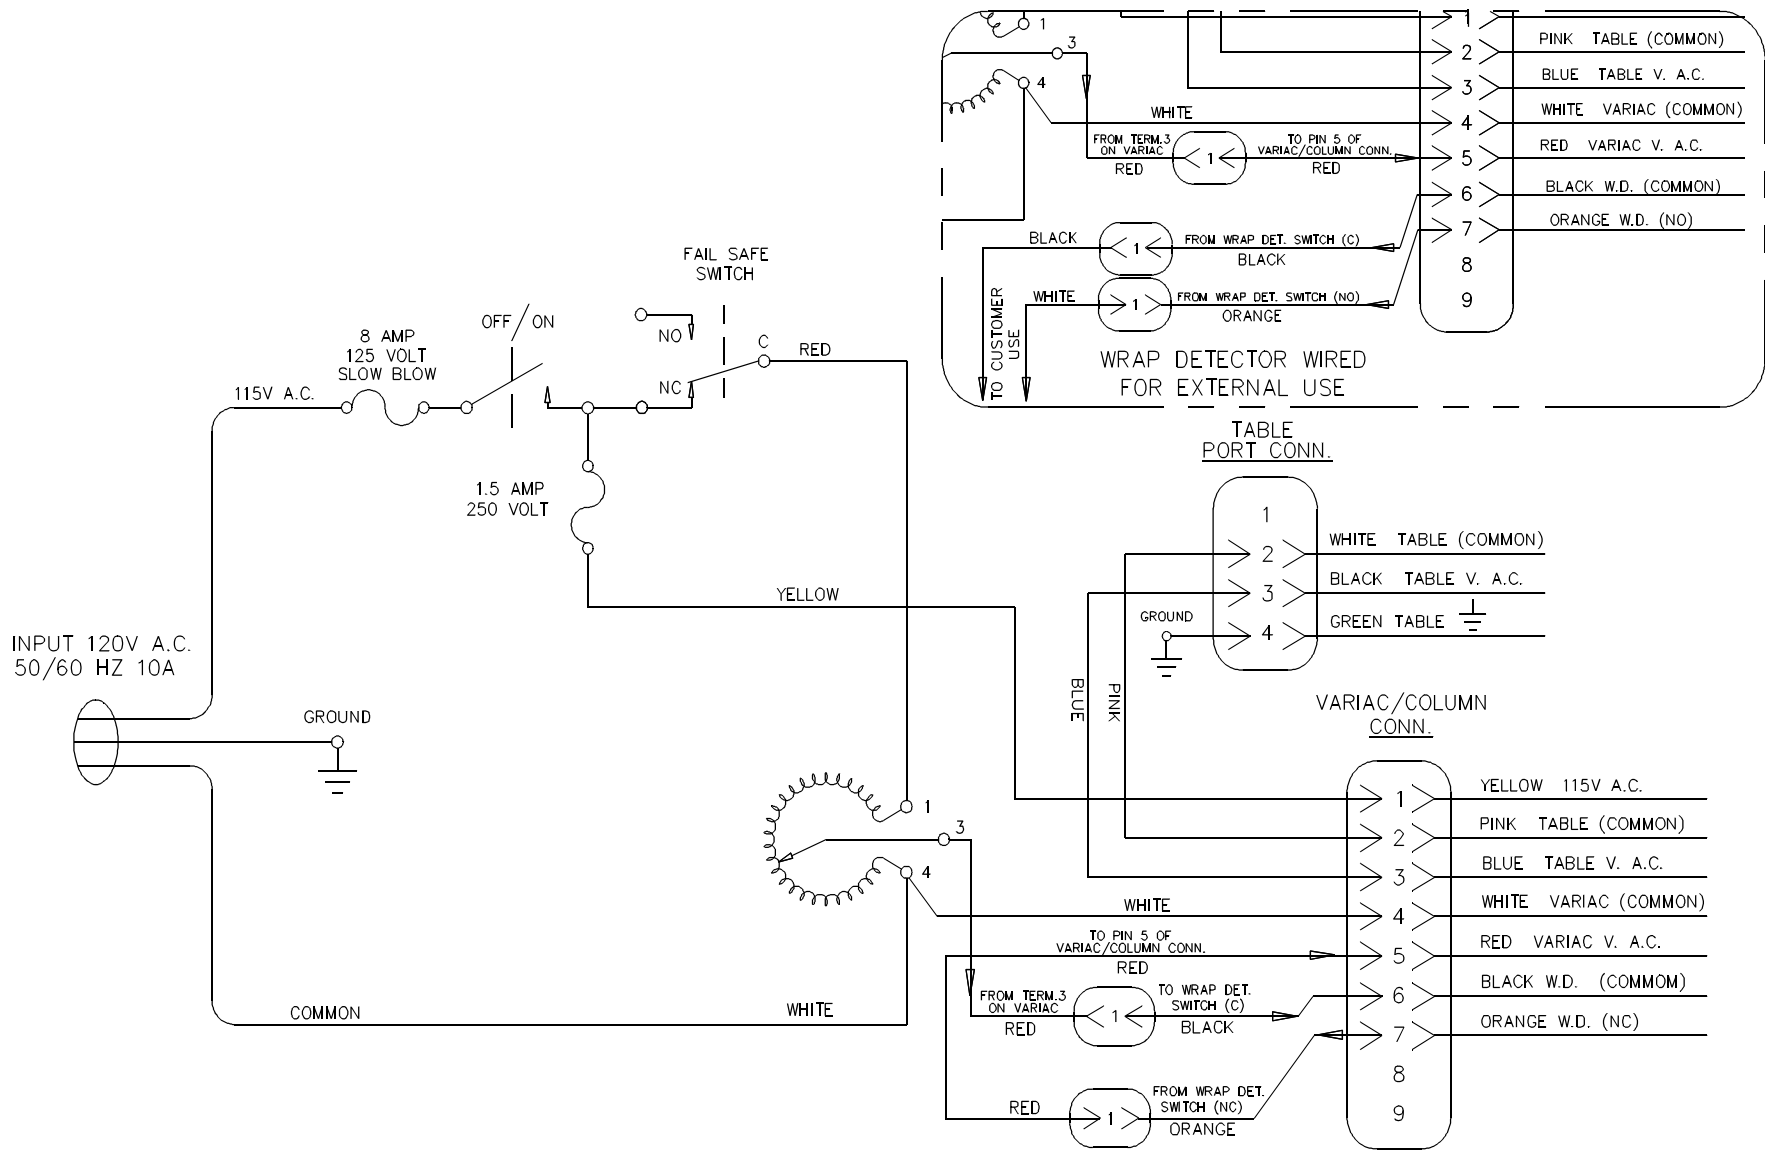 1
3
4
1
PINK TABLE (COMMON)
2
BLUE TABLE V. A.C.
3
WHITE
WHITE VARIAC (COMMON)
4
FROM TERM.3
ON VARIAC
RED
1
TO PIN 5 OF
VARIAC/COLUMN CONN.
RED
RED VARIAC V. A.C.
5
BLACK W.D. (COMMON)
6
ORANGE W.D. (NO)
7
8
9
BLACK
1
FROM WRAP DET. SWITCH (C)
BLACK
WHITE
1
FROM WRAP DET. SWITCH (NO)
ORANGE
TO CUSTOMER
USE
WRAP DETECTOR WIRED
FOR EXTERNAL USE
FAIL SAFE
SWITCH
OFF/ON
NO
C
RED
8 AMP
125 VOLT
SLOW BLOW
115V A.C.
NC
1.5 AMP
250 VOLT
YELLOW
TABLE
PORT CONN.
1
2
WHITE TABLE (COMMON)
3
BLACK TABLE V. A.C.
GROUND
4
GREEN TABLE
BLUE
PINK
INPUT 120V A.C.
50/60 HZ 10A
GROUND
VARIAC/COLUMN
CONN.
1
3
4
1
YELLOW 115V A.C.
2
PINK TABLE (COMMON)
3
BLUE TABLE V. A.C.
WHITE
4
WHITE VARIAC (COMMON)
TO PIN 5 OF
VARIAC/COLUMN CONN.
RED
5
RED VARIAC V. A.C.
FROM TERM.3
ON VARIAC
RED
1
TO WRAP DET.
SWITCH (C)
BLACK
6
BLACK W.D. (COMMOM)
7
ORANGE W.D. (NC)
8
9
RED
1
FROM WRAP DET.
SWITCH (NC)
ORANGE
COMMON
WHITE